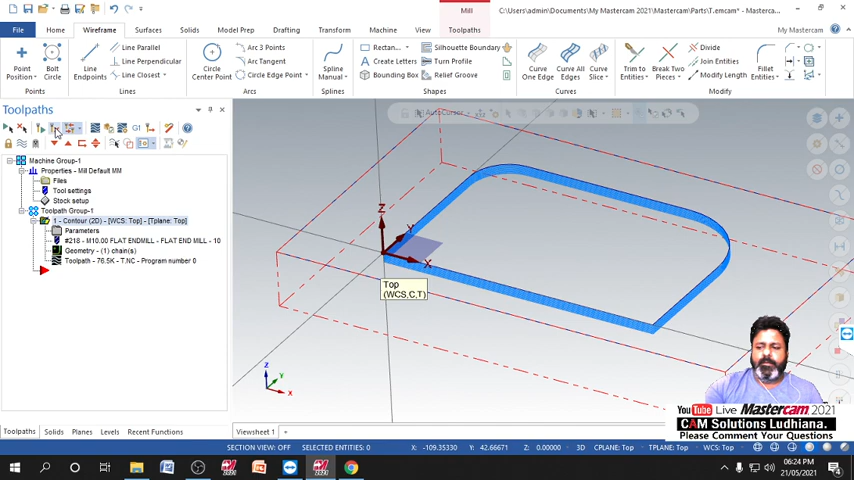 Mill
C:\Users\admin\Documents\My Mastercam 2021\Mastercam\Parts\T.emcam* - Masterca...
File
Home
Wireframe
Surfaces
Solids
Model Prep
Drafting
Transform
Machine
View
Toolpaths
My Mastercam
Point Position
Bolt Circle
Points
Line Endpoints
Line Parallel
Line Perpendicular
Line Closest
Lines
Circle Center Point
Arc 3 Points
Arc Tangent
Circle Edge Point
Arcs
Spline Manual
Splines
Rectan...
Create Letters
Bounding Box
Silhouette Boundary
Turn Profile
Relief Groove
Shapes
Curve One Edge
Curve All Edges
Curve Slice
Curves
Trim to Entities
Break Two Pieces
Divide
Join Entities
Modify Length
Modify
Toolpaths
G1
AutoCursor
Machine Group-1
Properties - Mill Default MM
Files
Tool settings
Stock setup
Toolpath Group-1
1 - Contour (2D) - [WCS: Top] - [Tplane: Top]
Parameters
#218 - M10.00 FLAT ENDMILL - FLAT END MILL - 10
Geometry - (1) chain(s)
Toolpath - 76.5K - T.NC - Program number 0
Z
Y
X
Top
(WCS,C,T)
Z
Y
X
YouTube Live Mastercam 2021
CAM Solutions Ludhiana.
Please Comment Your Questions
Toolpaths
Solids
Planes
Levels
Recent Functions
Viewsheet 1
+
SECTION VIEW: OFF
SELECTED ENTITIES: 0
X: -109.35330
Y: 42.66671
Z: 0.00000
3D
CPLANE: TOP
TPLANE: TOP
WCS: TOP
06:24 PM
21/05/2021
4